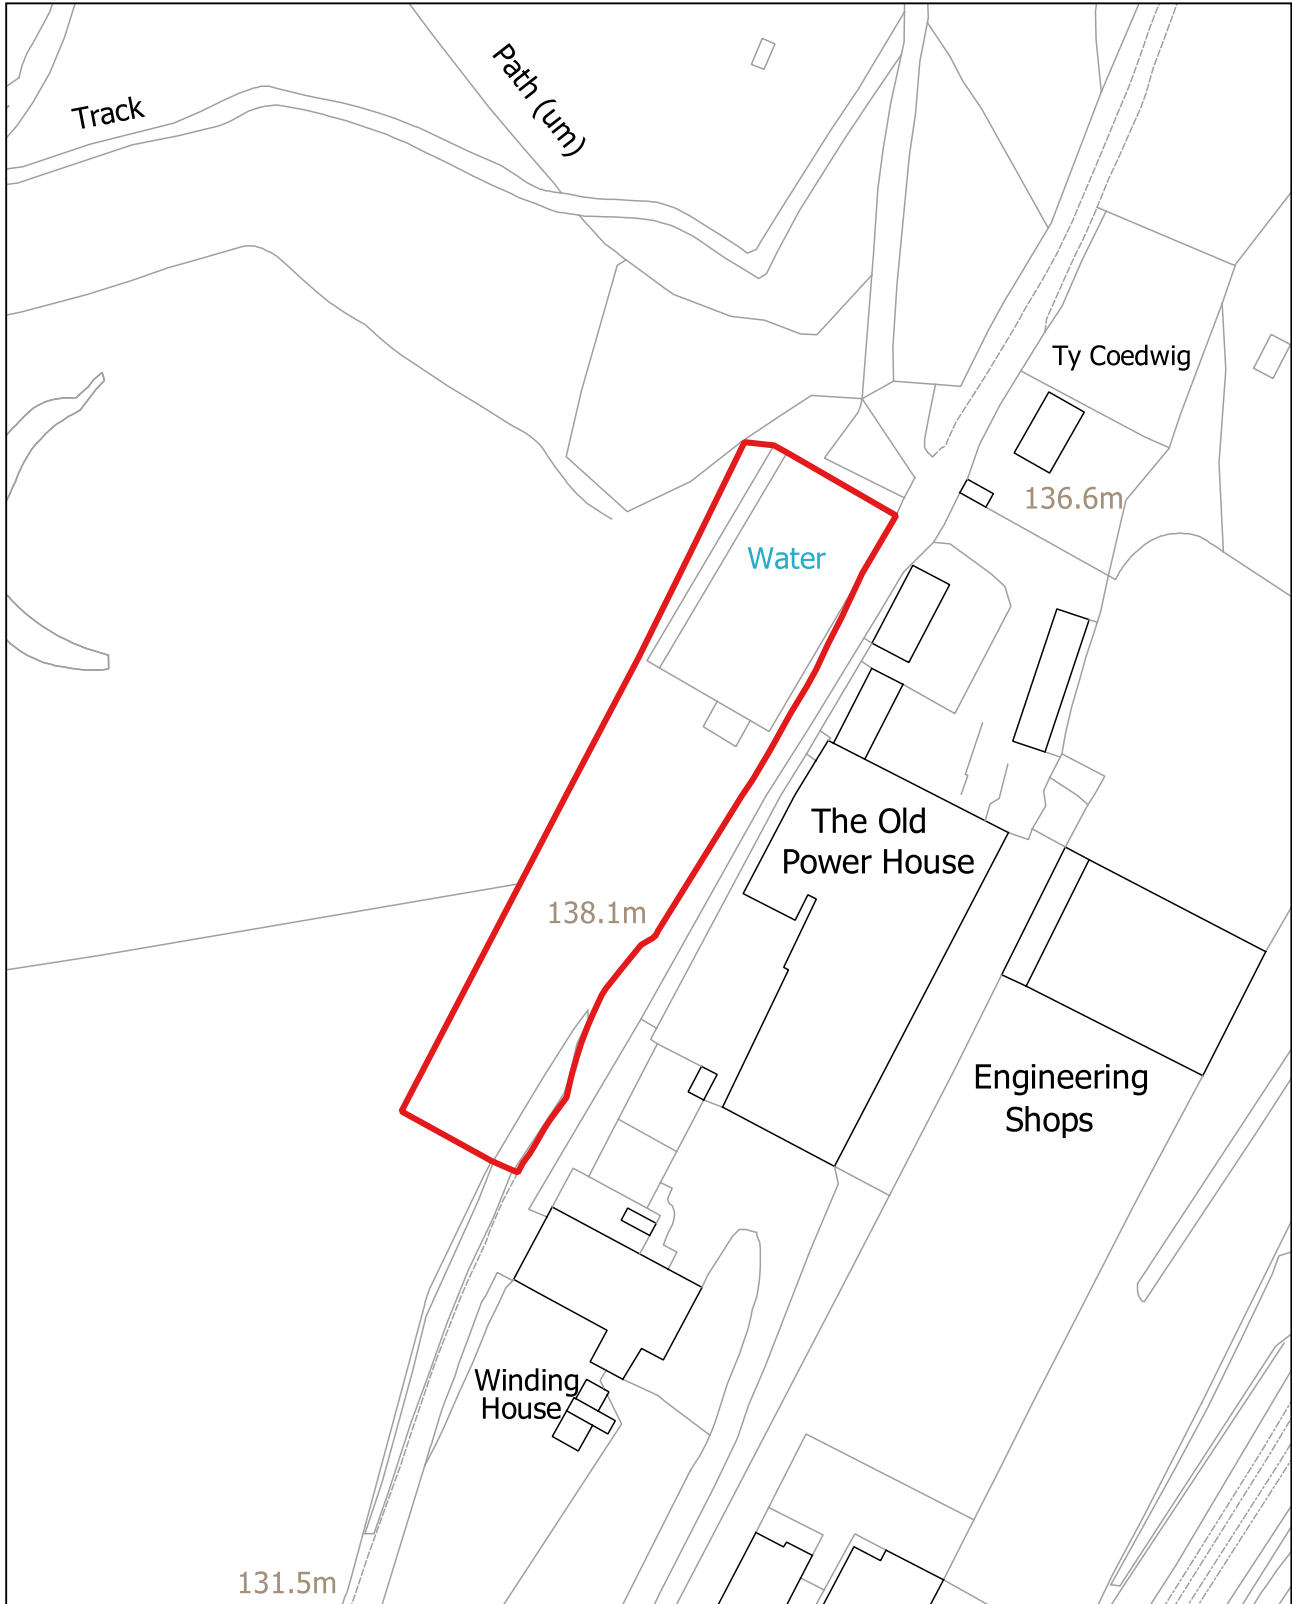 Path (um)
Track
Ty Coedwig
136.6m
Water
The Old
Power House
138.1m
Engineering
Shops
Winding
House
131.5m